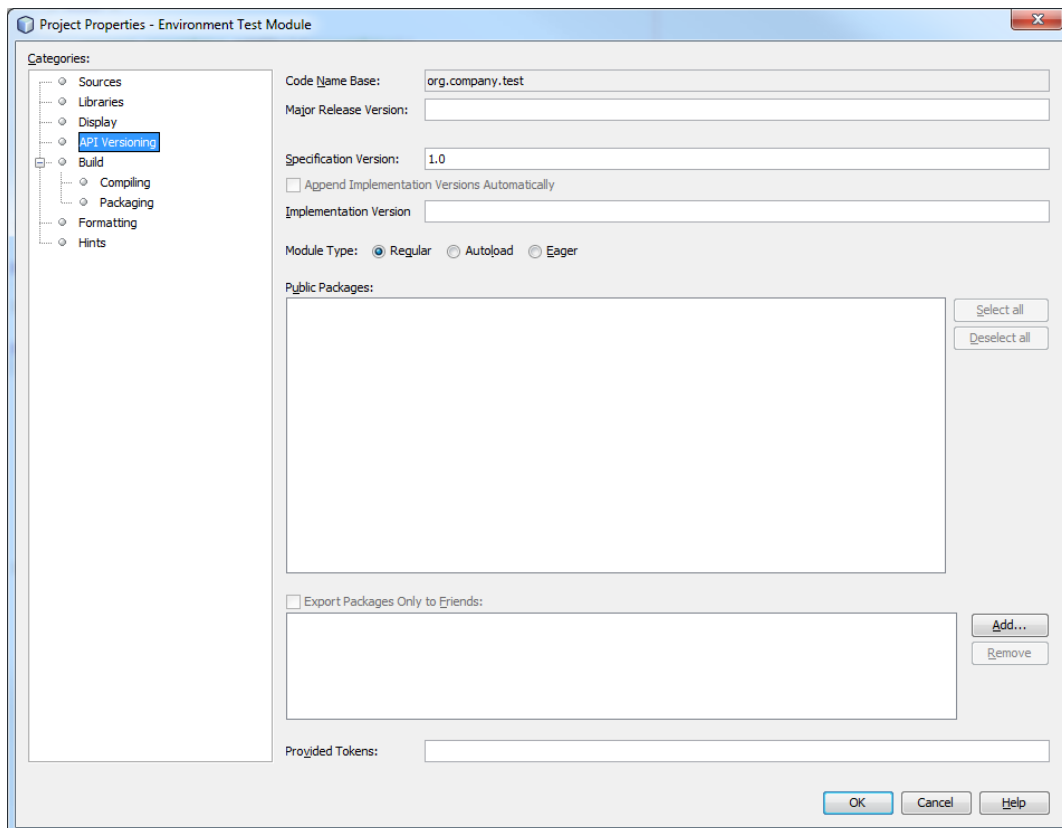 Project Properties - Environment Test Module
Categories:
Sources
Libraries
Display
API Versioning
Build
Compiling
Packaging
Formatting
Hints
Code Name Base: org.company.test
Major Release Version:
Specification Version: 1.0
Append Implementation Versions Automatically
Implementation Version
Module Type: Regular Autoload Eager
Public Packages:
Select all
Deselect all
Export Packages Only to Friends:
Add...
Remove
Provided Tokens:
OK Cancel Help